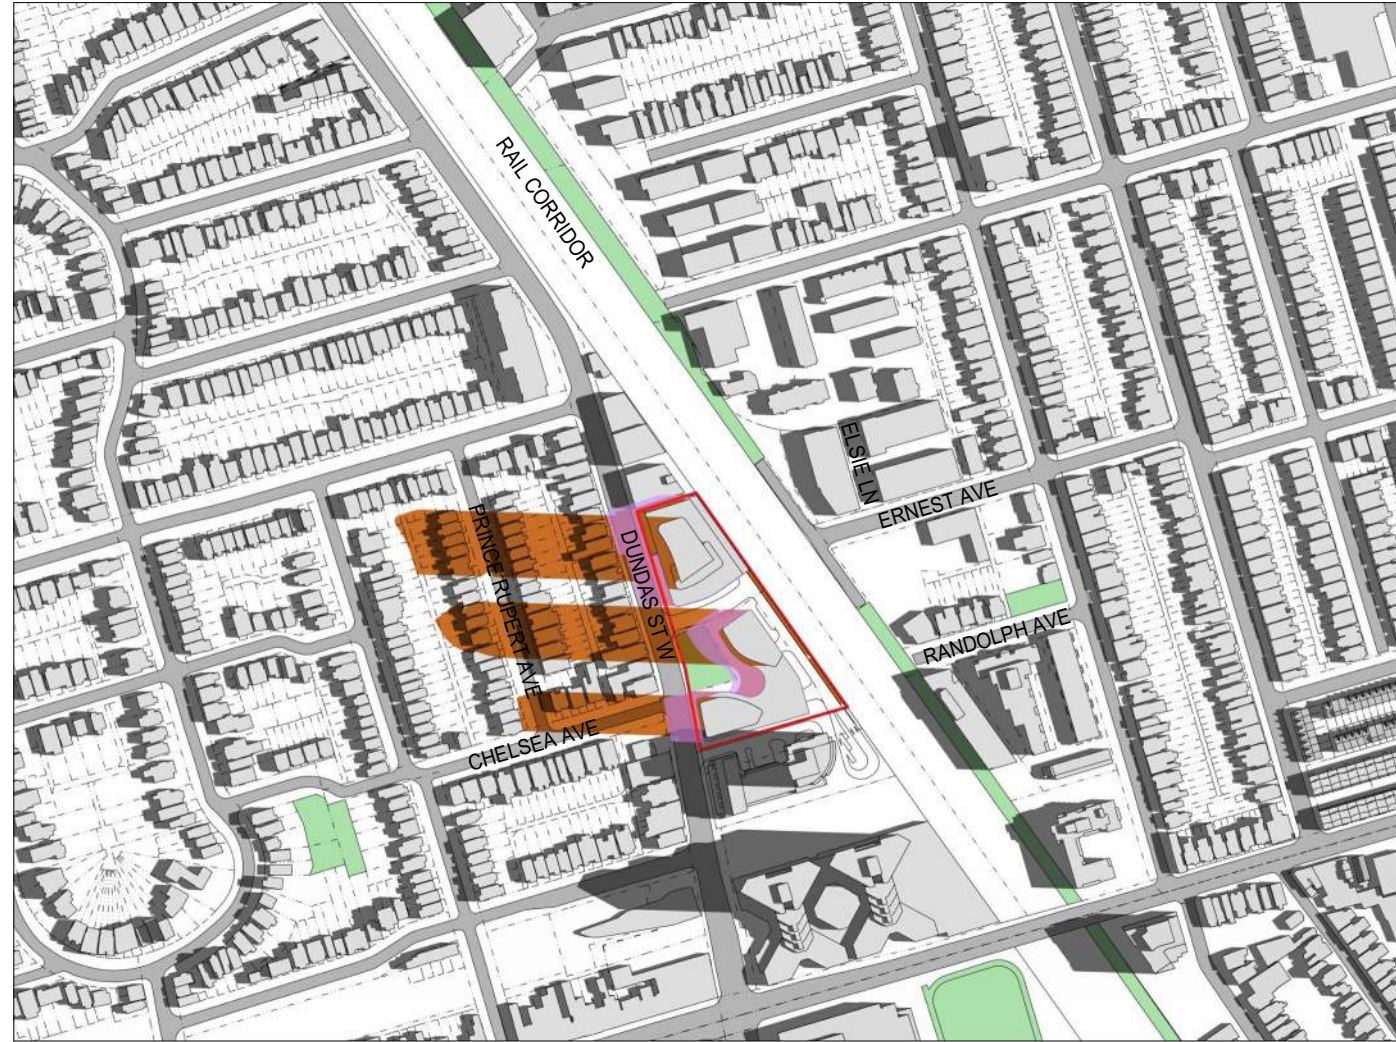 RAIL CORRIDOR
ELSIE LN
ERNEST AVE
PRINCE RUPERT AVE
DUNDAS ST W
RANDOLPH AVE
CHELSEA AVE